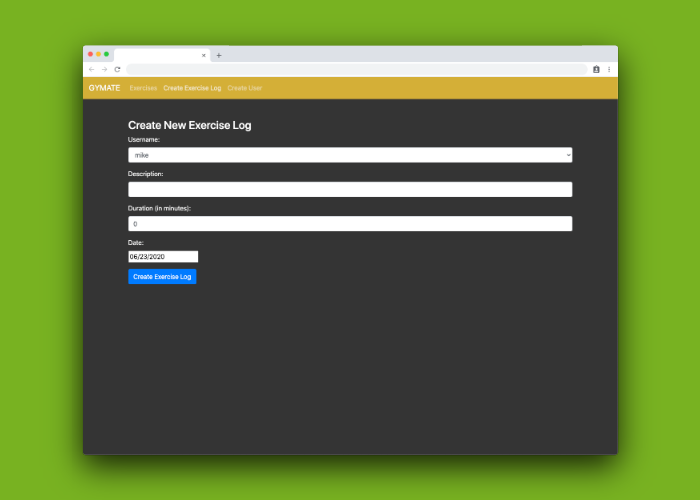 GYMATE Exercises Create Exercise Log Create User
Create New Exercise Log
Username:
mike
Description:
Duration (in minutes):
0
Date:
06/23/2020
Create Exercise Log